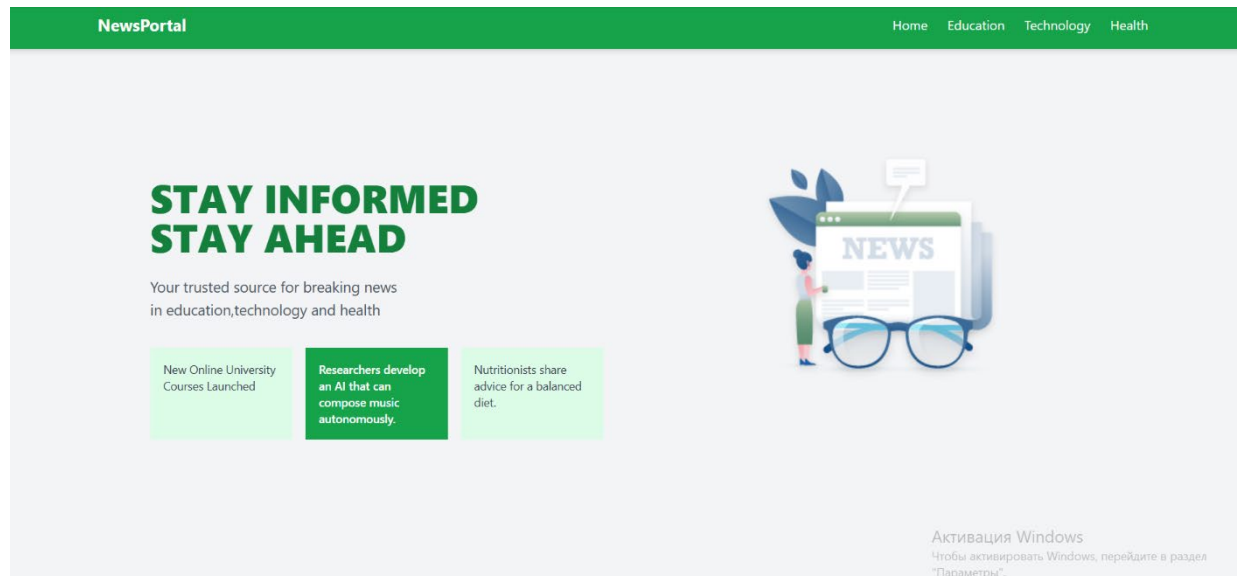 NewsPortal
Home Education Technology Health
STAY INFORMED
STAY AHEAD
Your trusted source for breaking news
in education,technology and health
New Online University
Courses Launched
Researchers develop
an AI that can
compose music
autonomously.
Nutritionists share
advice for a balanced
diet.
NEWS
Активация Windows
Чтобы активировать Windows, перейдите в раздел
"Параметры".